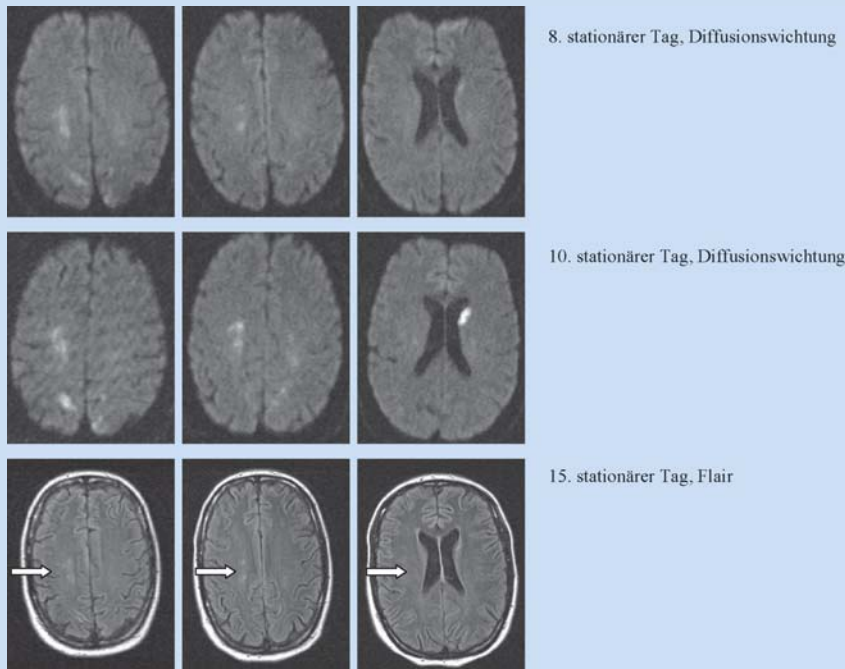 8. stationärer Tag, Diffusionswichtung
10. stationärer Tag, Diffusionswichtung
15. stationärer Tag, Flair